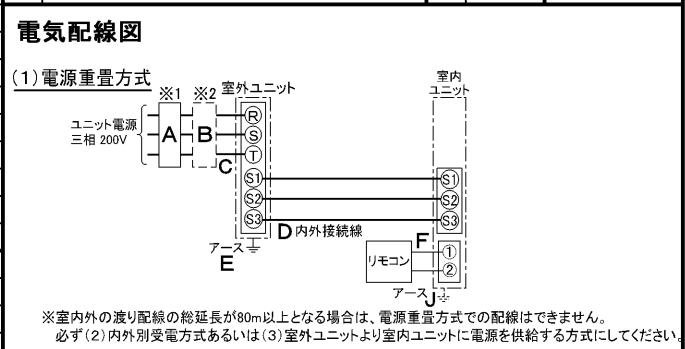 電気配線図
(1)電源重畳方式
※1 ※2 室外ユニット
室内
ユニット
ユニット電源
三相 200V
A
B
C
R
S
T
S1
S2
S3
S1
S2
S3
D 内外接続線
アース
E
リモコン
F
1
2
アース J
※室内外の渡り配線の総延長が80m以上となる場合は、電源重畳方式での配線はできません。
必ず(2)内外別受電方式あるいは(3)室外ユニットより室内ユニットに電源を供給する方式にしてください。